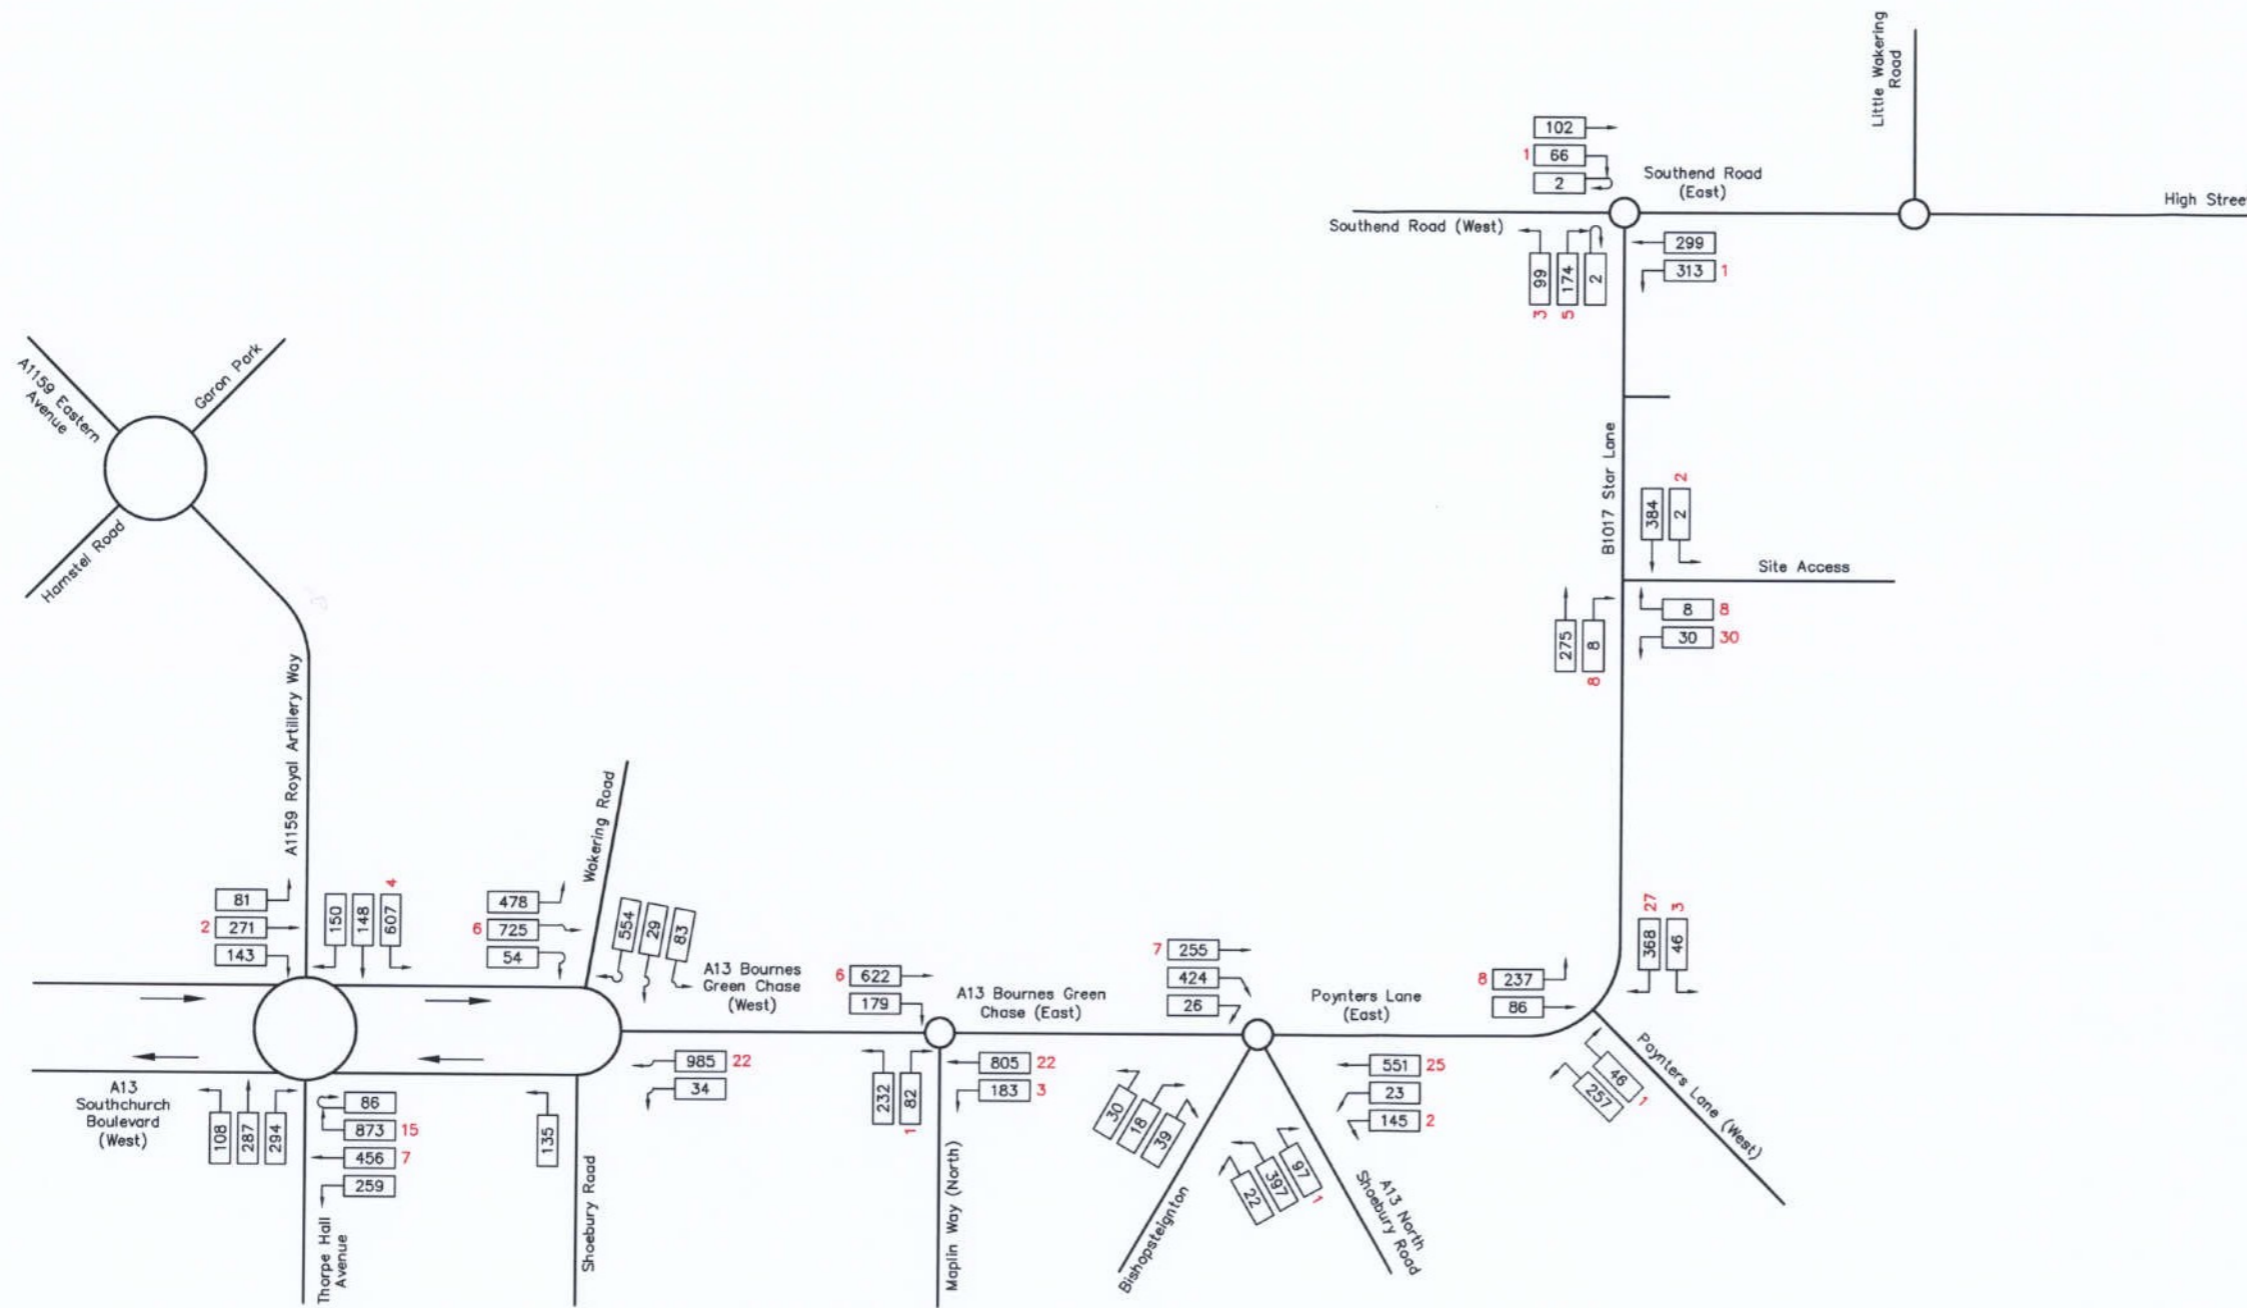 Little Wakering
Road
102
1 66
2
Southend Road
(East)
High Stree
Southend Road (West)
99
174
2
3
5
299
313 1
A1159 Eastern
Avenue
Garon Park
Hamstel Road
B1017 Star Lane
2
384
2
Site Access
275
8
8
8 8
30 30
A1159 Royal Artillery Way
Wakering Road
81
2 271
143
4
150
148
607
478
6 725
54
554
29
83
A13 Bournes
Green Chase
(West)
6 622
179
A13 Bournes Green
Chase (East)
7 255
424
26
Poynters Lane
(East)
8 237
86
27
3
368
46
A13
Southchurch
Boulevard
(West)
108
287
294
86
873 15
456 7
259
Thorpe Hall
Avenue
135
Shoebury Road
985 22
34
232
82
1
805 22
183 3
Maplin Way (North)
30
18
39
Bishopsteignton
22
397
97
1
A13 North
Shoebury Road
551 25
23
145 2
46
257
1
Poynters Lane (West)